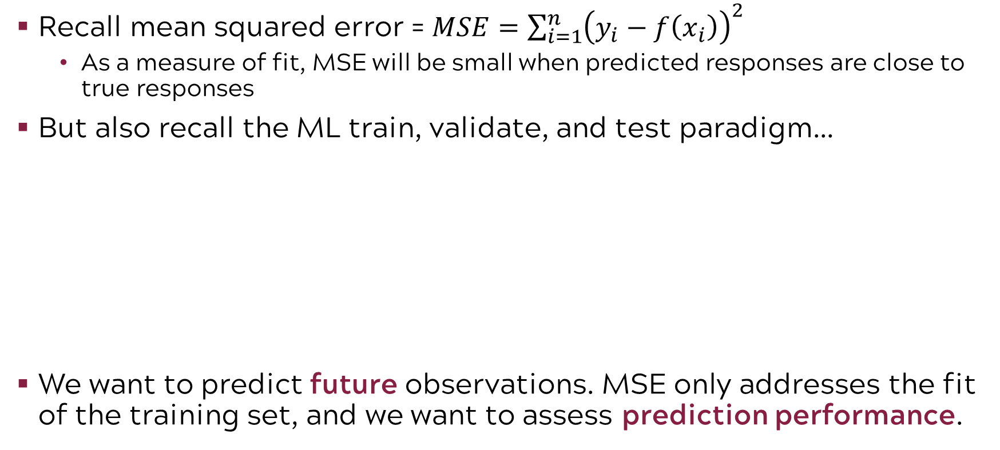 ▪ Recall mean squared error = $MSE = \sum_{i=1}^{n}(y_i - f(x_i))^2$
• As a measure of fit, MSE will be small when predicted responses are close to
true responses
▪ But also recall the ML train, validate, and test paradigm...
▪ We want to predict future observations. MSE only addresses the fit
of the training set, and we want to assess prediction performance.